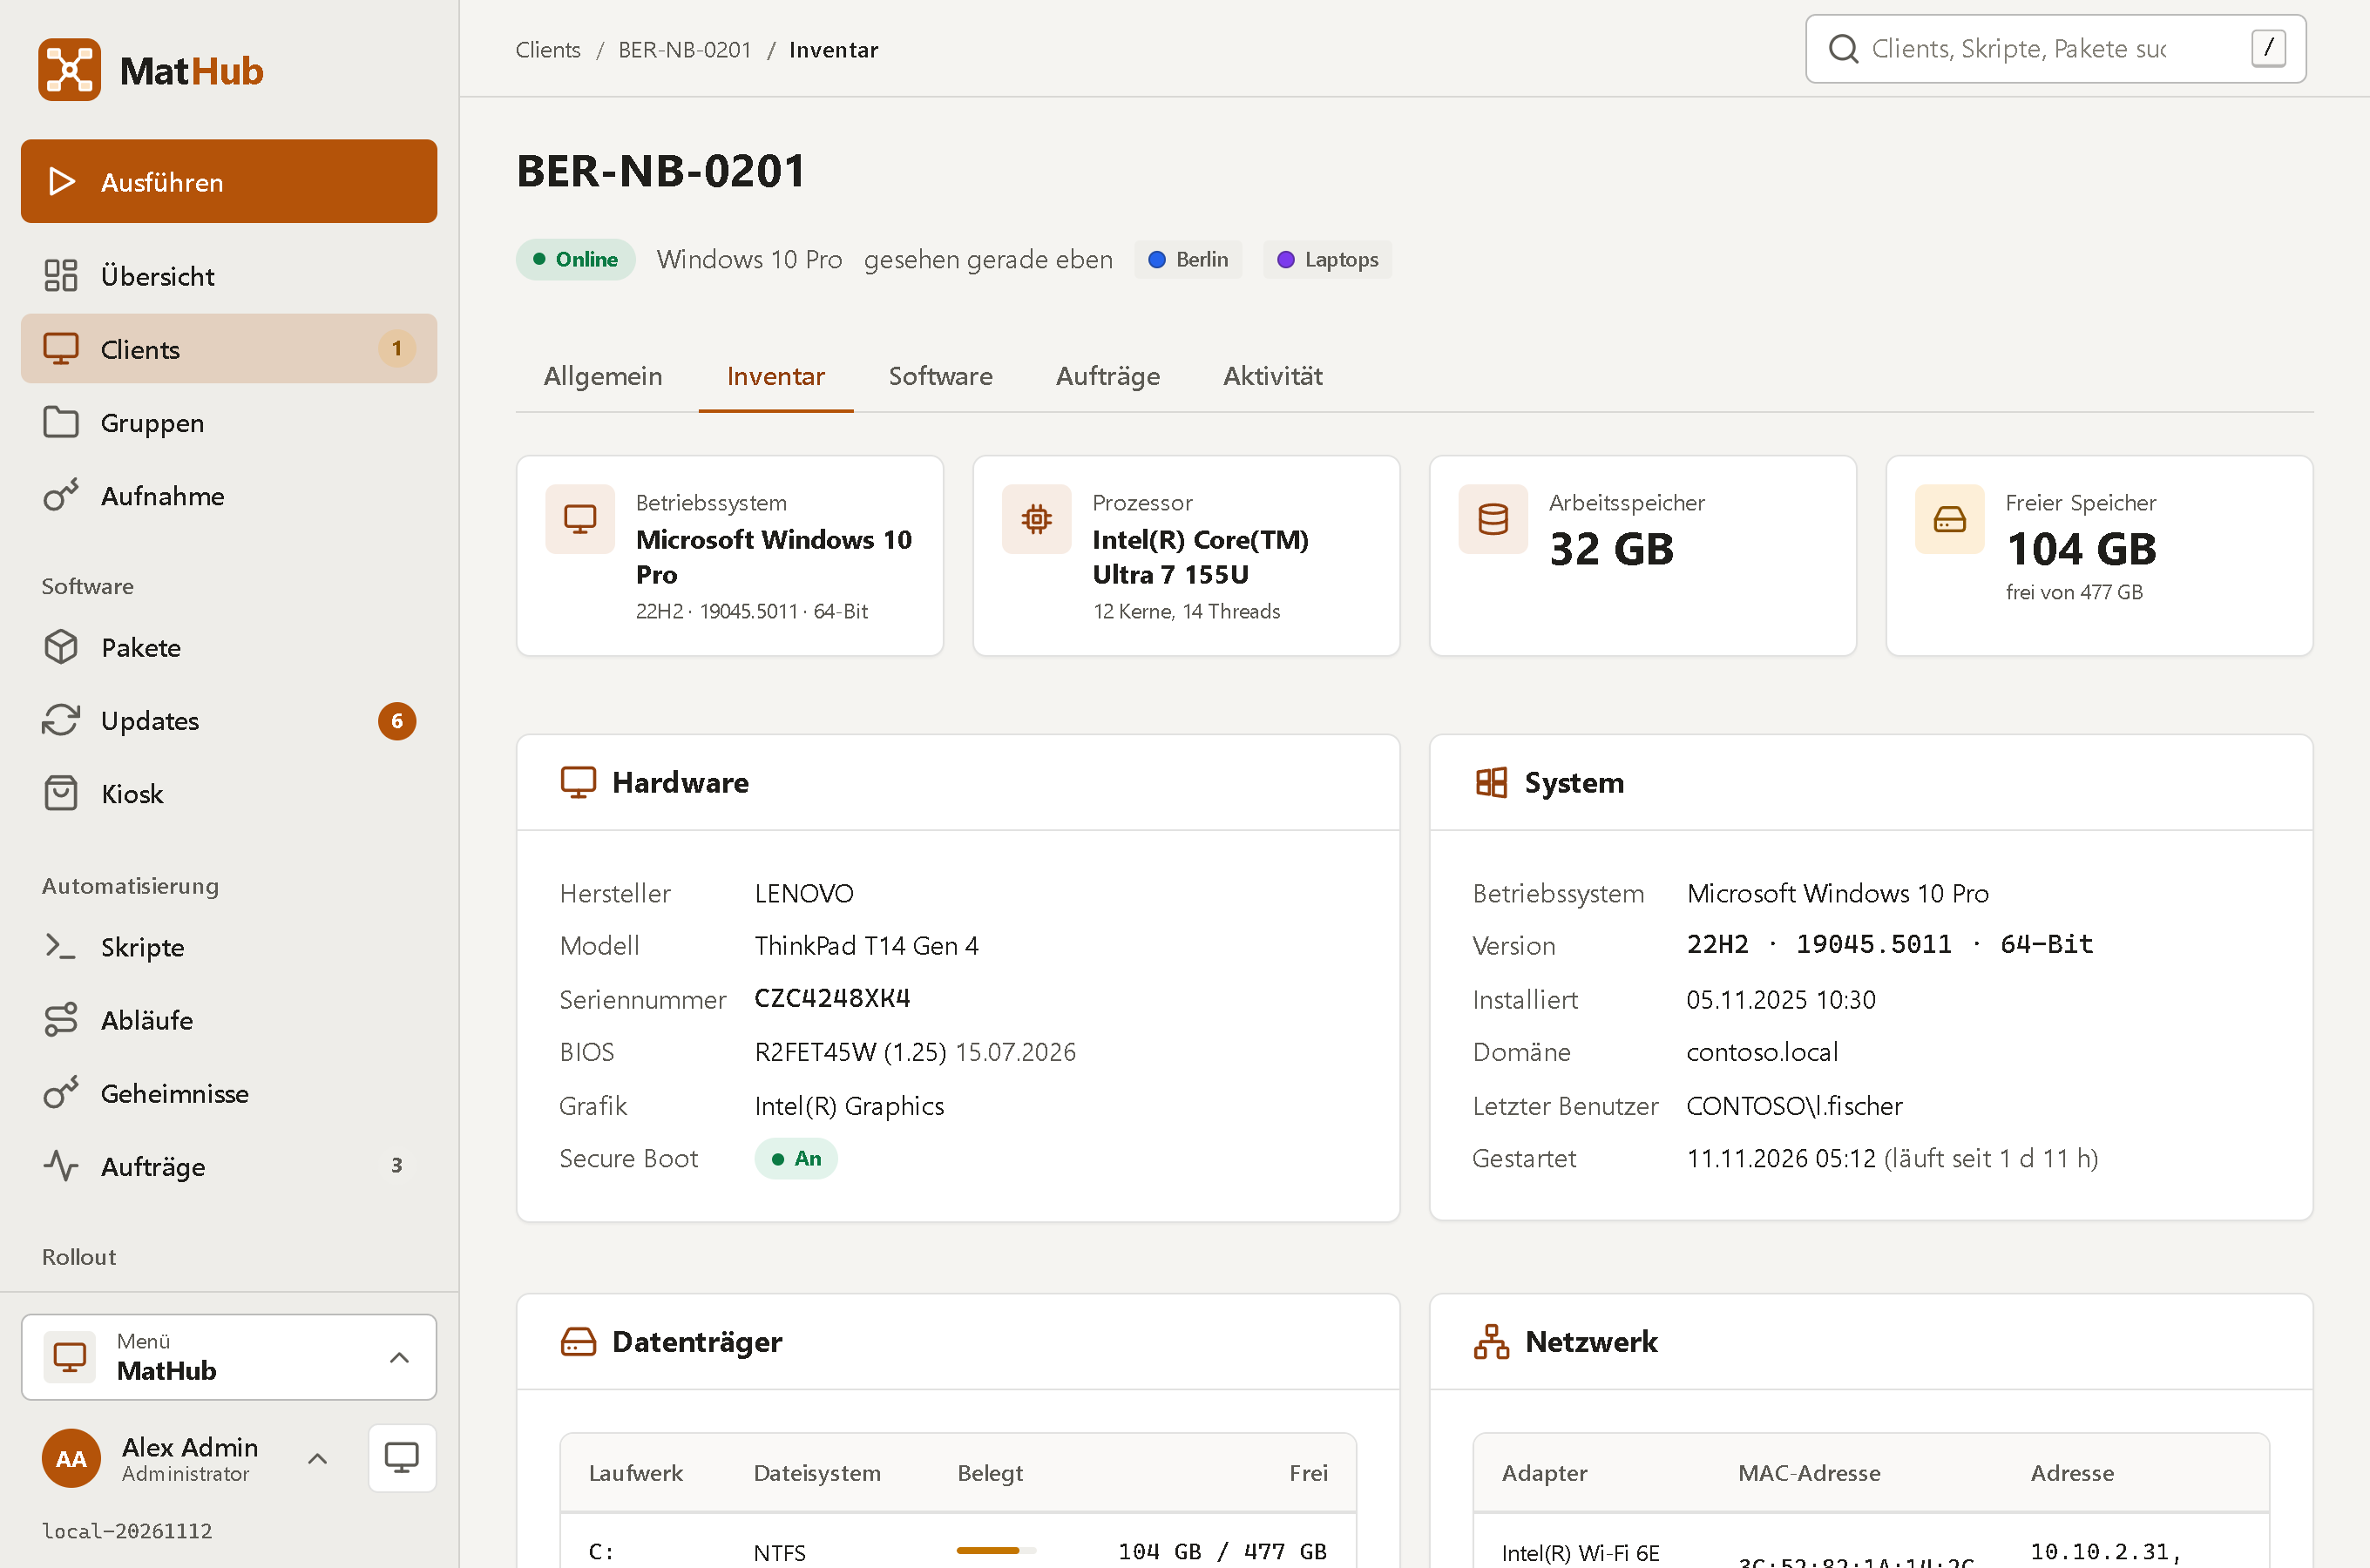 MatHub
Ausführen
Übersicht
Clients 1
Gruppen
Aufnahme
Software
Pakete
Updates 6
Kiosk
Automatisierung
Skripte
Abläufe
Geheimnisse
Aufträge 3
Rollout
Menü
MatHub
AA
Alex Admin
Administrator
local-20261112
Clients / BER-NB-0201 / Inventar
Clients, Skripte, Pakete suc /
BER-NB-0201
Online Windows 10 Pro gesehen gerade eben Berlin Laptops
Allgemein Inventar Software Aufträge Aktivität
Betriebssystem
Microsoft Windows 10
Pro
22H2 · 19045.5011 · 64-Bit
Prozessor
Intel(R) Core(TM)
Ultra 7 155U
12 Kerne, 14 Threads
Arbeitsspeicher
32 GB
Freier Speicher
104 GB
frei von 477 GB
Hardware
Hersteller LENOVO
Modell ThinkPad T14 Gen 4
Seriennummer CZC4248XK4
BIOS R2FET45W (1.25) 15.07.2026
Grafik Intel(R) Graphics
Secure Boot An
System
Betriebssystem Microsoft Windows 10 Pro
Version 22H2 · 19045.5011 · 64-Bit
Installiert 05.11.2025 10:30
Domäne contoso.local
Letzter Benutzer CONTOSO\l.fischer
Gestartet 11.11.2026 05:12 (läuft seit 1 d 11 h)
Datenträger
Laufwerk Dateisystem Belegt Frei
C: NTFS 104 GB / 477 GB
Netzwerk
Adapter MAC-Adresse Adresse
Intel(R) Wi-Fi 6E 3C:52:82:1A:14:2C 10.10.2.31,